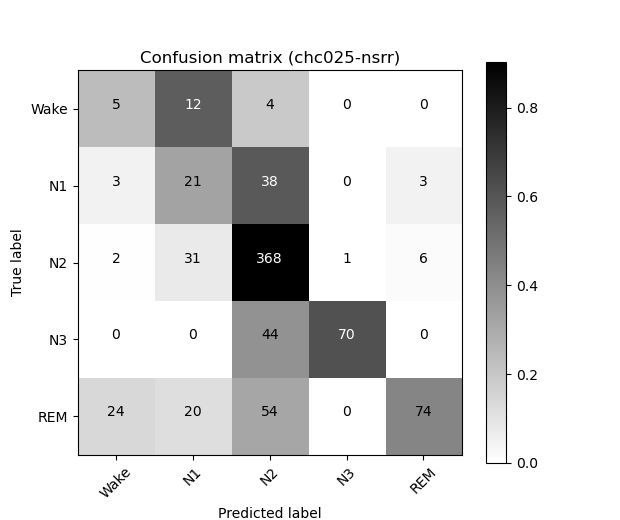 Confusion matrix (chc025-nsrr)
Wake 5 12 4 0 0
N1 3 21 38 0 3
N2 2 31 368 1 6
N3 0 0 44 70 0
REM 24 20 54 0 74
Wake N1 N2 N3 REM
Predicted label
True label
0.8
0.6
0.4
0.2
0.0